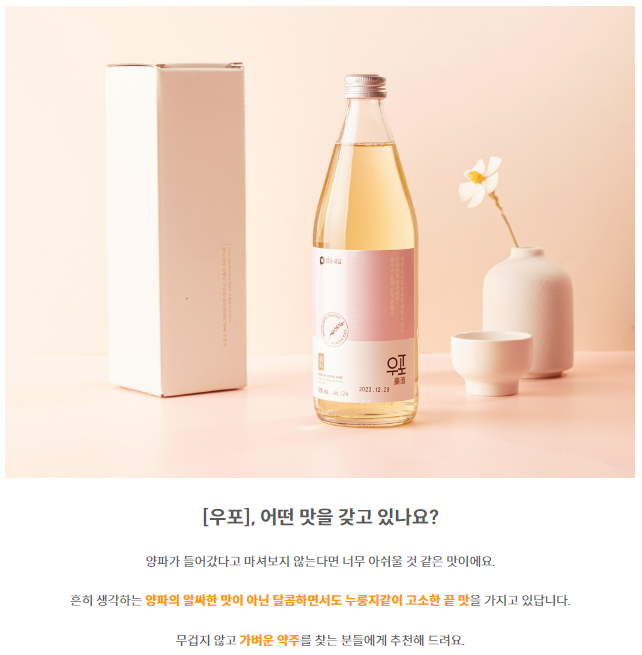 우포
2023.12.28
[우포], 어떤 맛을 갖고 있나요?
양파가 들어갔다고 마셔보지 않는다면 너무 아쉬울 것 같은 맛이에요.
흔히 생각하는 양파의 알싸한 맛이 아닌 달콤하면서도 누룽지같이 고소한 끝 맛을 가지고 있답니다.
무겁지 않고 가벼운 약주를 찾는 분들에게 추천해 드려요.